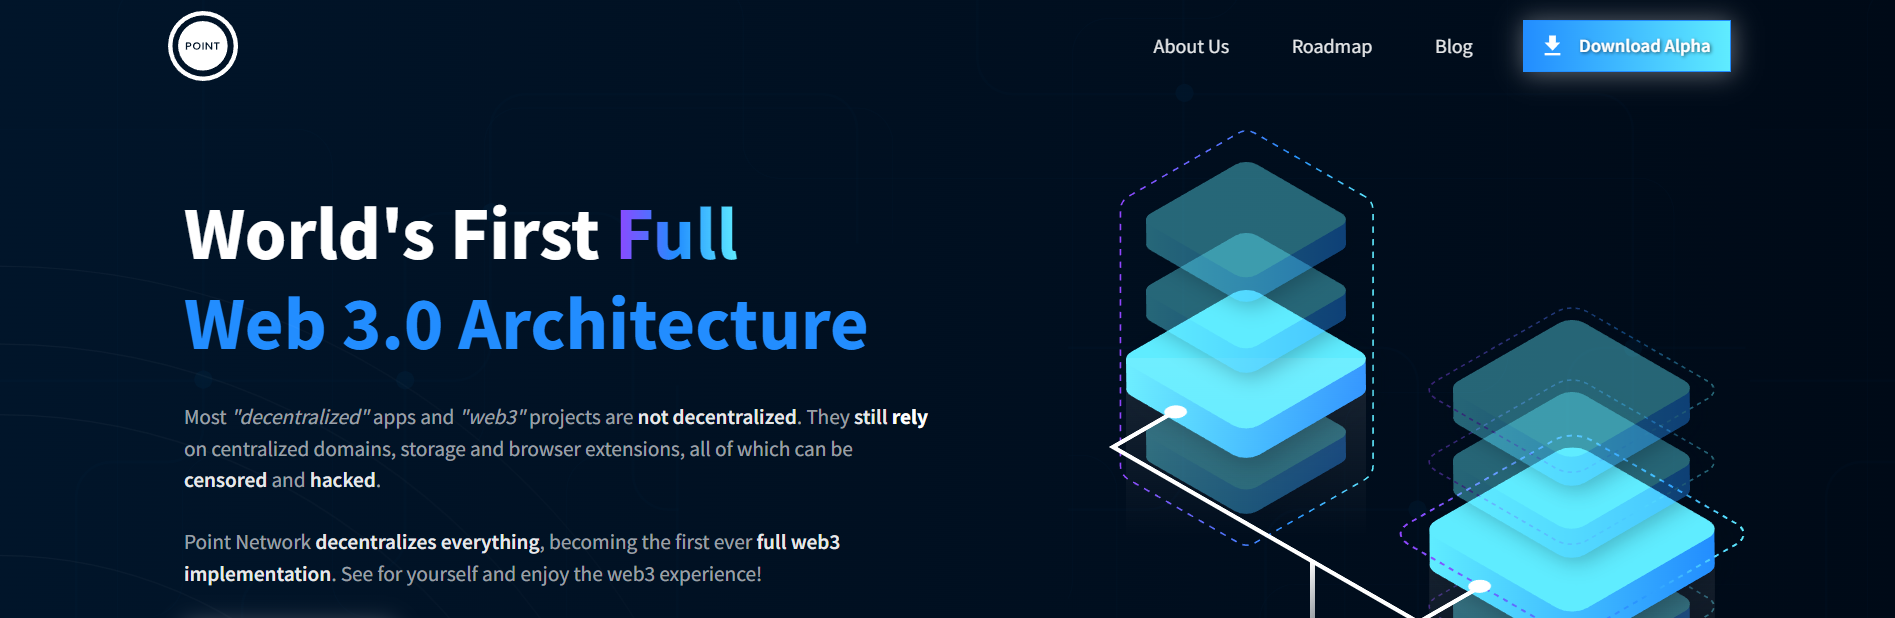 POINT
About Us
Roadmap
Blog
Download Alpha
World's First Full
Web 3.0 Architecture
Most "decentralized" apps and "web3" projects are not decentralized. They still rely
on centralized domains, storage and browser extensions, all of which can be
censored and hacked.
Point Network decentralizes everything, becoming the first ever full web3
implementation. See for yourself and enjoy the web3 experience!